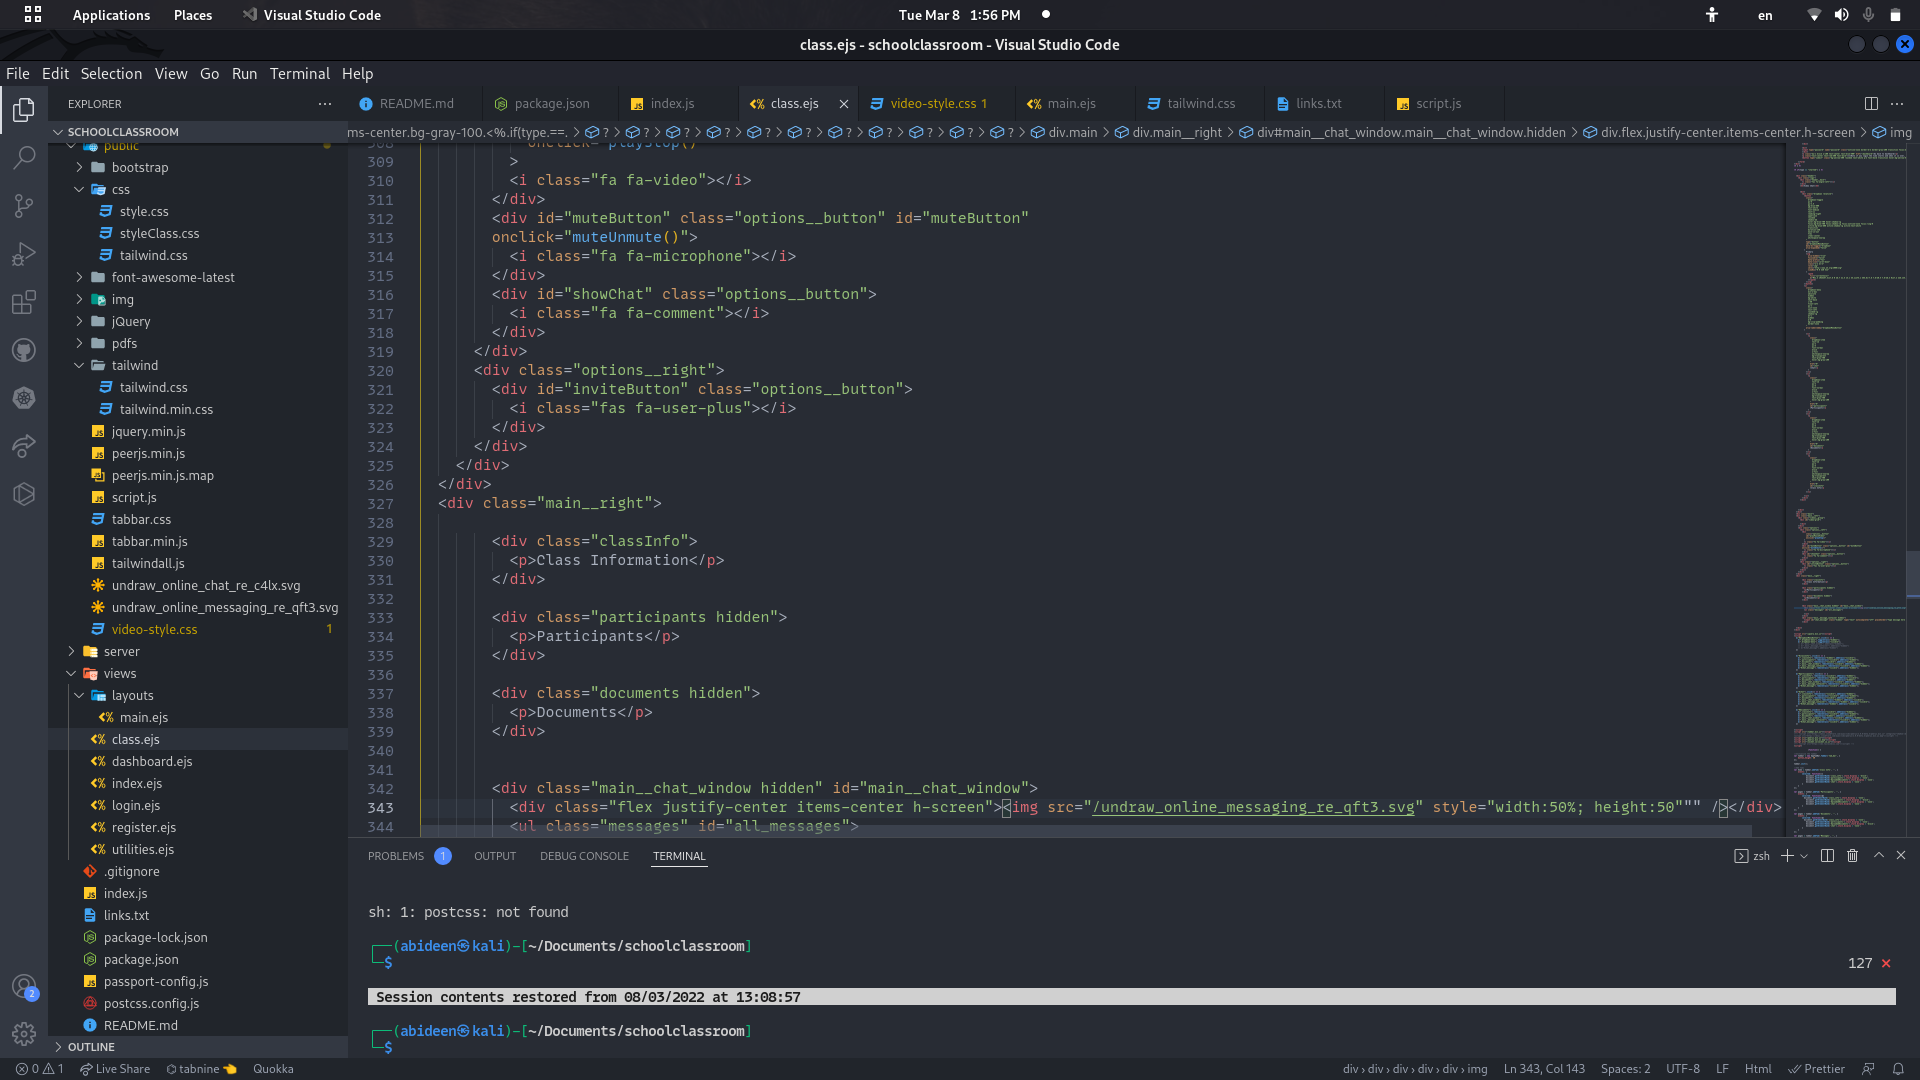 Applications Places Visual Studio Code Tue Mar 8 1:56 PM en
class.ejs - schoolclassroom - Visual Studio Code
File Edit Selection View Go Run Terminal Help
EXPLORER
README.md package.json index.js class.ejs video-style.css 1 main.ejs tailwind.css links.txt script.js
SCHOOLCLASSROOM
ms-center.bg-gray-100.<%.if(type.==. > ? > ? > ? > ? > ? > ? > ? > ? > ? > ? > ? > div.main > div.main__right > div#main__chat_window.main__chat_window.hidden > div.flex.justify-center.items-center.h-screen > img
public
bootstrap
css
style.css
styleClass.css
tailwind.css
font-awesome-latest
img
jQuery
pdfs
tailwind
tailwind.css
tailwind.min.css
jquery.min.js
peerjs.min.js
peerjs.min.js.map
script.js
tabbar.css
tabbar.min.js
tailwindall.js
undraw_online_chat_re_c4lx.svg
undraw_online_messaging_re_qft3.svg
video-style.css 1
server
views
layouts
main.ejs
class.ejs
dashboard.ejs
index.ejs
login.ejs
register.ejs
utilities.ejs
.gitignore
index.js
links.txt
package-lock.json
package.json
passport-config.js
postcss.config.js
README.md
OUTLINE
308 onclick="playStop()"
309 >
310 <i class="fa fa-video"></i>
311 </div>
312 <div id="muteButton" class="options__button" id="muteButton"
313 onclick="muteUnmute()">
314 <i class="fa fa-microphone"></i>
315 </div>
316 <div id="showChat" class="options__button">
317 <i class="fa fa-comment"></i>
318 </div>
319 </div>
320 <div class="options__right">
321 <div id="inviteButton" class="options__button">
322 <i class="fas fa-user-plus"></i>
323 </div>
324 </div>
325 </div>
326 </div>
327 <div class="main__right">
328
329 <div class="classInfo">
330 <p>Class Information</p>
331 </div>
332
333 <div class="participants hidden">
334 <p>Participants</p>
335 </div>
336
337 <div class="documents hidden">
338 <p>Documents</p>
339 </div>
340
341
342 <div class="main__chat_window hidden" id="main__chat_window">
343 <div class="flex justify-center items-center h-screen"><img src="/undraw_online_messaging_re_qft3.svg" style="width:50%; height:50""" /></div>
344 <ul class="messages" id="all_messages">
PROBLEMS 1 OUTPUT DEBUG CONSOLE TERMINAL zsh
sh: 1: postcss: not found
(abideen㉿kali)-[~/Documents/schoolclassroom]
$ 127 ×
Session contents restored from 08/03/2022 at 13:08:57
(abideen㉿kali)-[~/Documents/schoolclassroom]
$
2
0 1 Live Share tabnine Quokka div › div › div › div › div › img Ln 343, Col 143 Spaces: 2 UTF-8 LF Html Prettier